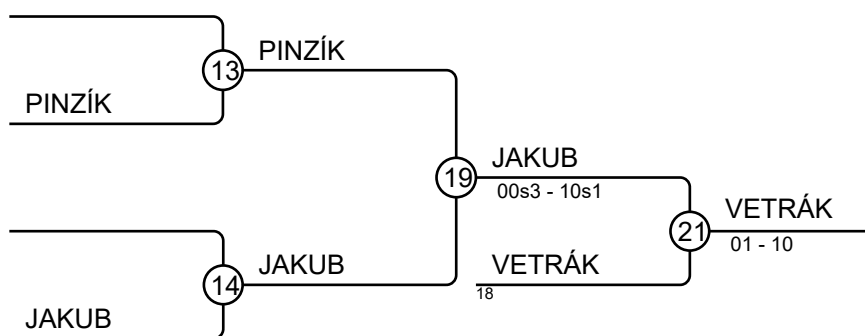 PINZÍK
13
PINZÍK
JAKUB
19
00s3 - 10s1
VETRÁK
21
01 - 10
VETRÁK
18
JAKUB
14
JAKUB